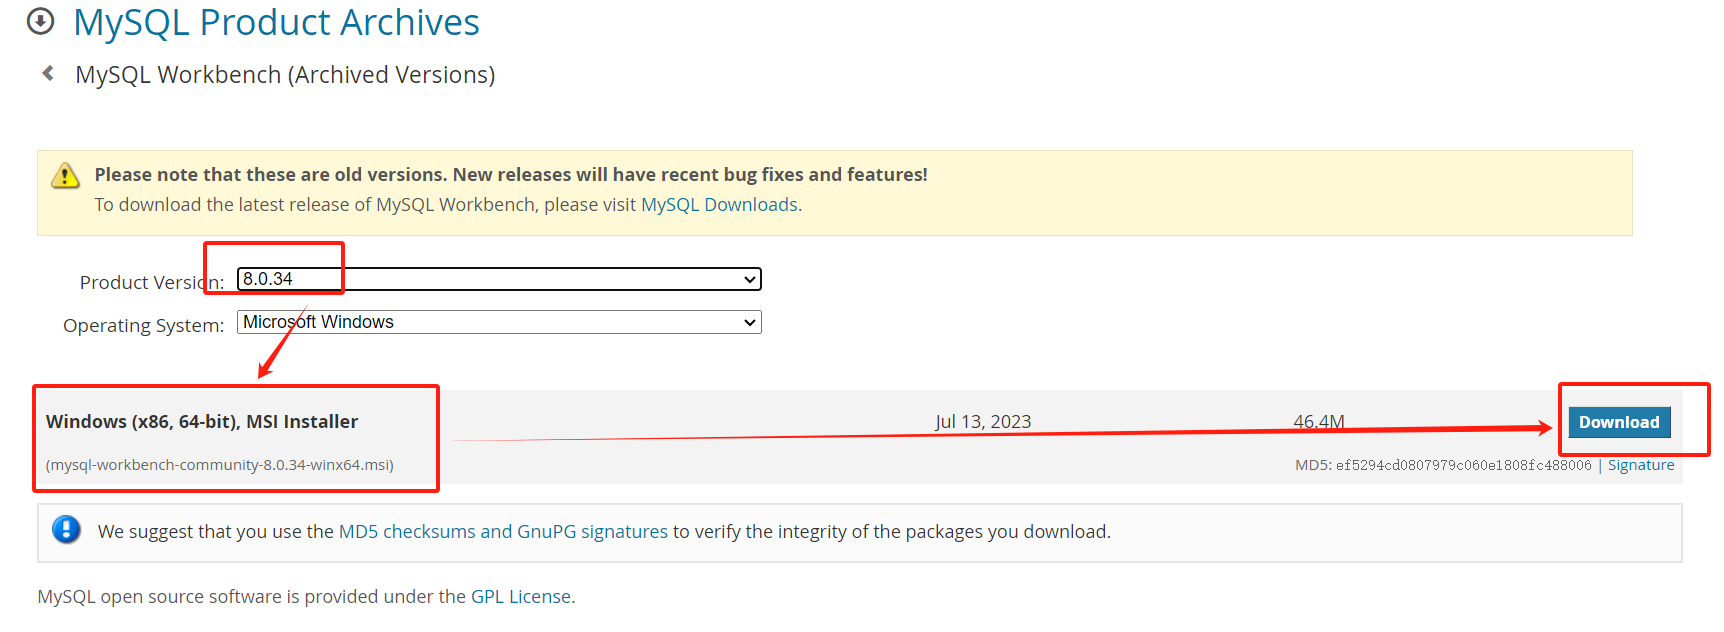 MySQL Product Archives
MySQL Workbench (Archived Versions)
Please note that these are old versions. New releases will have recent bug fixes and features!
To download the latest release of MySQL Workbench, please visit MySQL Downloads.
Product Version: 8.0.34
Operating System: Microsoft Windows
Windows (x86, 64-bit), MSI Installer Jul 13, 2023 46.4M Download
(mysql-workbench-community-8.0.34-winx64.msi) MD5: ef5294cd0807979c060e1808fc488006 | Signature
We suggest that you use the MD5 checksums and GnuPG signatures to verify the integrity of the packages you download.
MySQL open source software is provided under the GPL License.